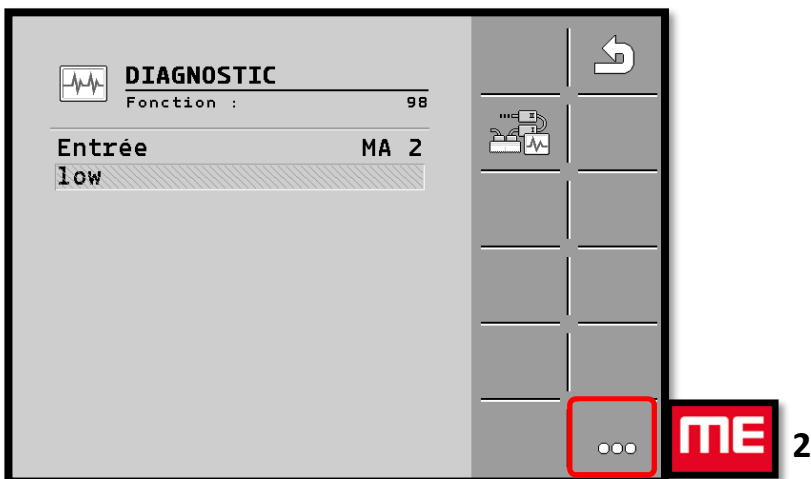 DIAGNOSTIC
Fonction : 98
Entrée MA 2
low
ME 2